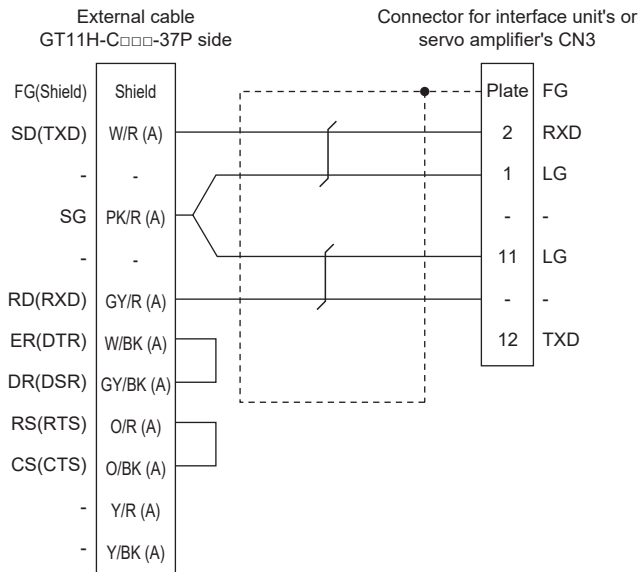 External cable
GT11H-C□□□-37P side
Connector for interface unit's or
servo amplifier's CN3
FG(Shield) Shield Plate FG
SD(TXD) W/R (A) 2 RXD
- - 1 LG
SG PK/R (A) - -
- - 11 LG
RD(RXD) GY/R (A) - -
ER(DTR) W/BK (A) 12 TXD
DR(DSR) GY/BK (A)
RS(RTS) O/R (A)
CS(CTS) O/BK (A)
- Y/R (A)
- Y/BK (A)